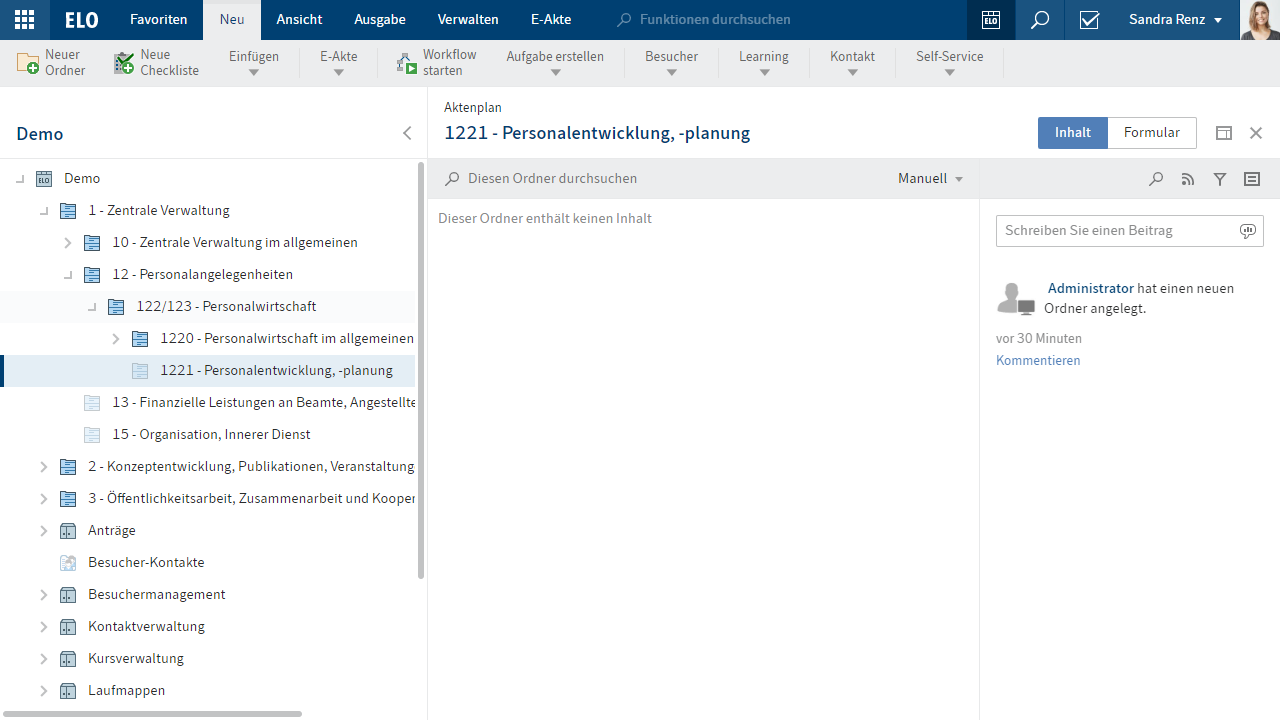 ELO
Favoriten
Neu
Ansicht
Ausgabe
Verwalten
E-Akte
Funktionen durchsuchen
ELO
Sandra Renz
Neuer
Ordner
Neue
Checkliste
Einfügen
E-Akte
Workflow
starten
Aufgabe erstellen
Besucher
Learning
Kontakt
Self-Service
Demo
ELO Demo
1 - Zentrale Verwaltung
10 - Zentrale Verwaltung im allgemeinen
12 - Personalangelegenheiten
122/123 - Personalwirtschaft
1220 - Personalwirtschaft im allgemeinen
1221 - Personalentwicklung, -planung
13 - Finanzielle Leistungen an Beamte, Angestellte
15 - Organisation, Innerer Dienst
2 - Konzeptentwicklung, Publikationen, Veranstaltung
3 - Öffentlichkeitsarbeit, Zusammenarbeit und Kooper
Anträge
Besucher-Kontakte
Besuchermanagement
Kontaktverwaltung
Kursverwaltung
Laufmappen
Aktenplan
1221 - Personalentwicklung, -planung
Inhalt
Formular
Diesen Ordner durchsuchen
Manuell
Dieser Ordner enthält keinen Inhalt
Schreiben Sie einen Beitrag
Administrator hat einen neuen
Ordner angelegt.
vor 30 Minuten
Kommentieren